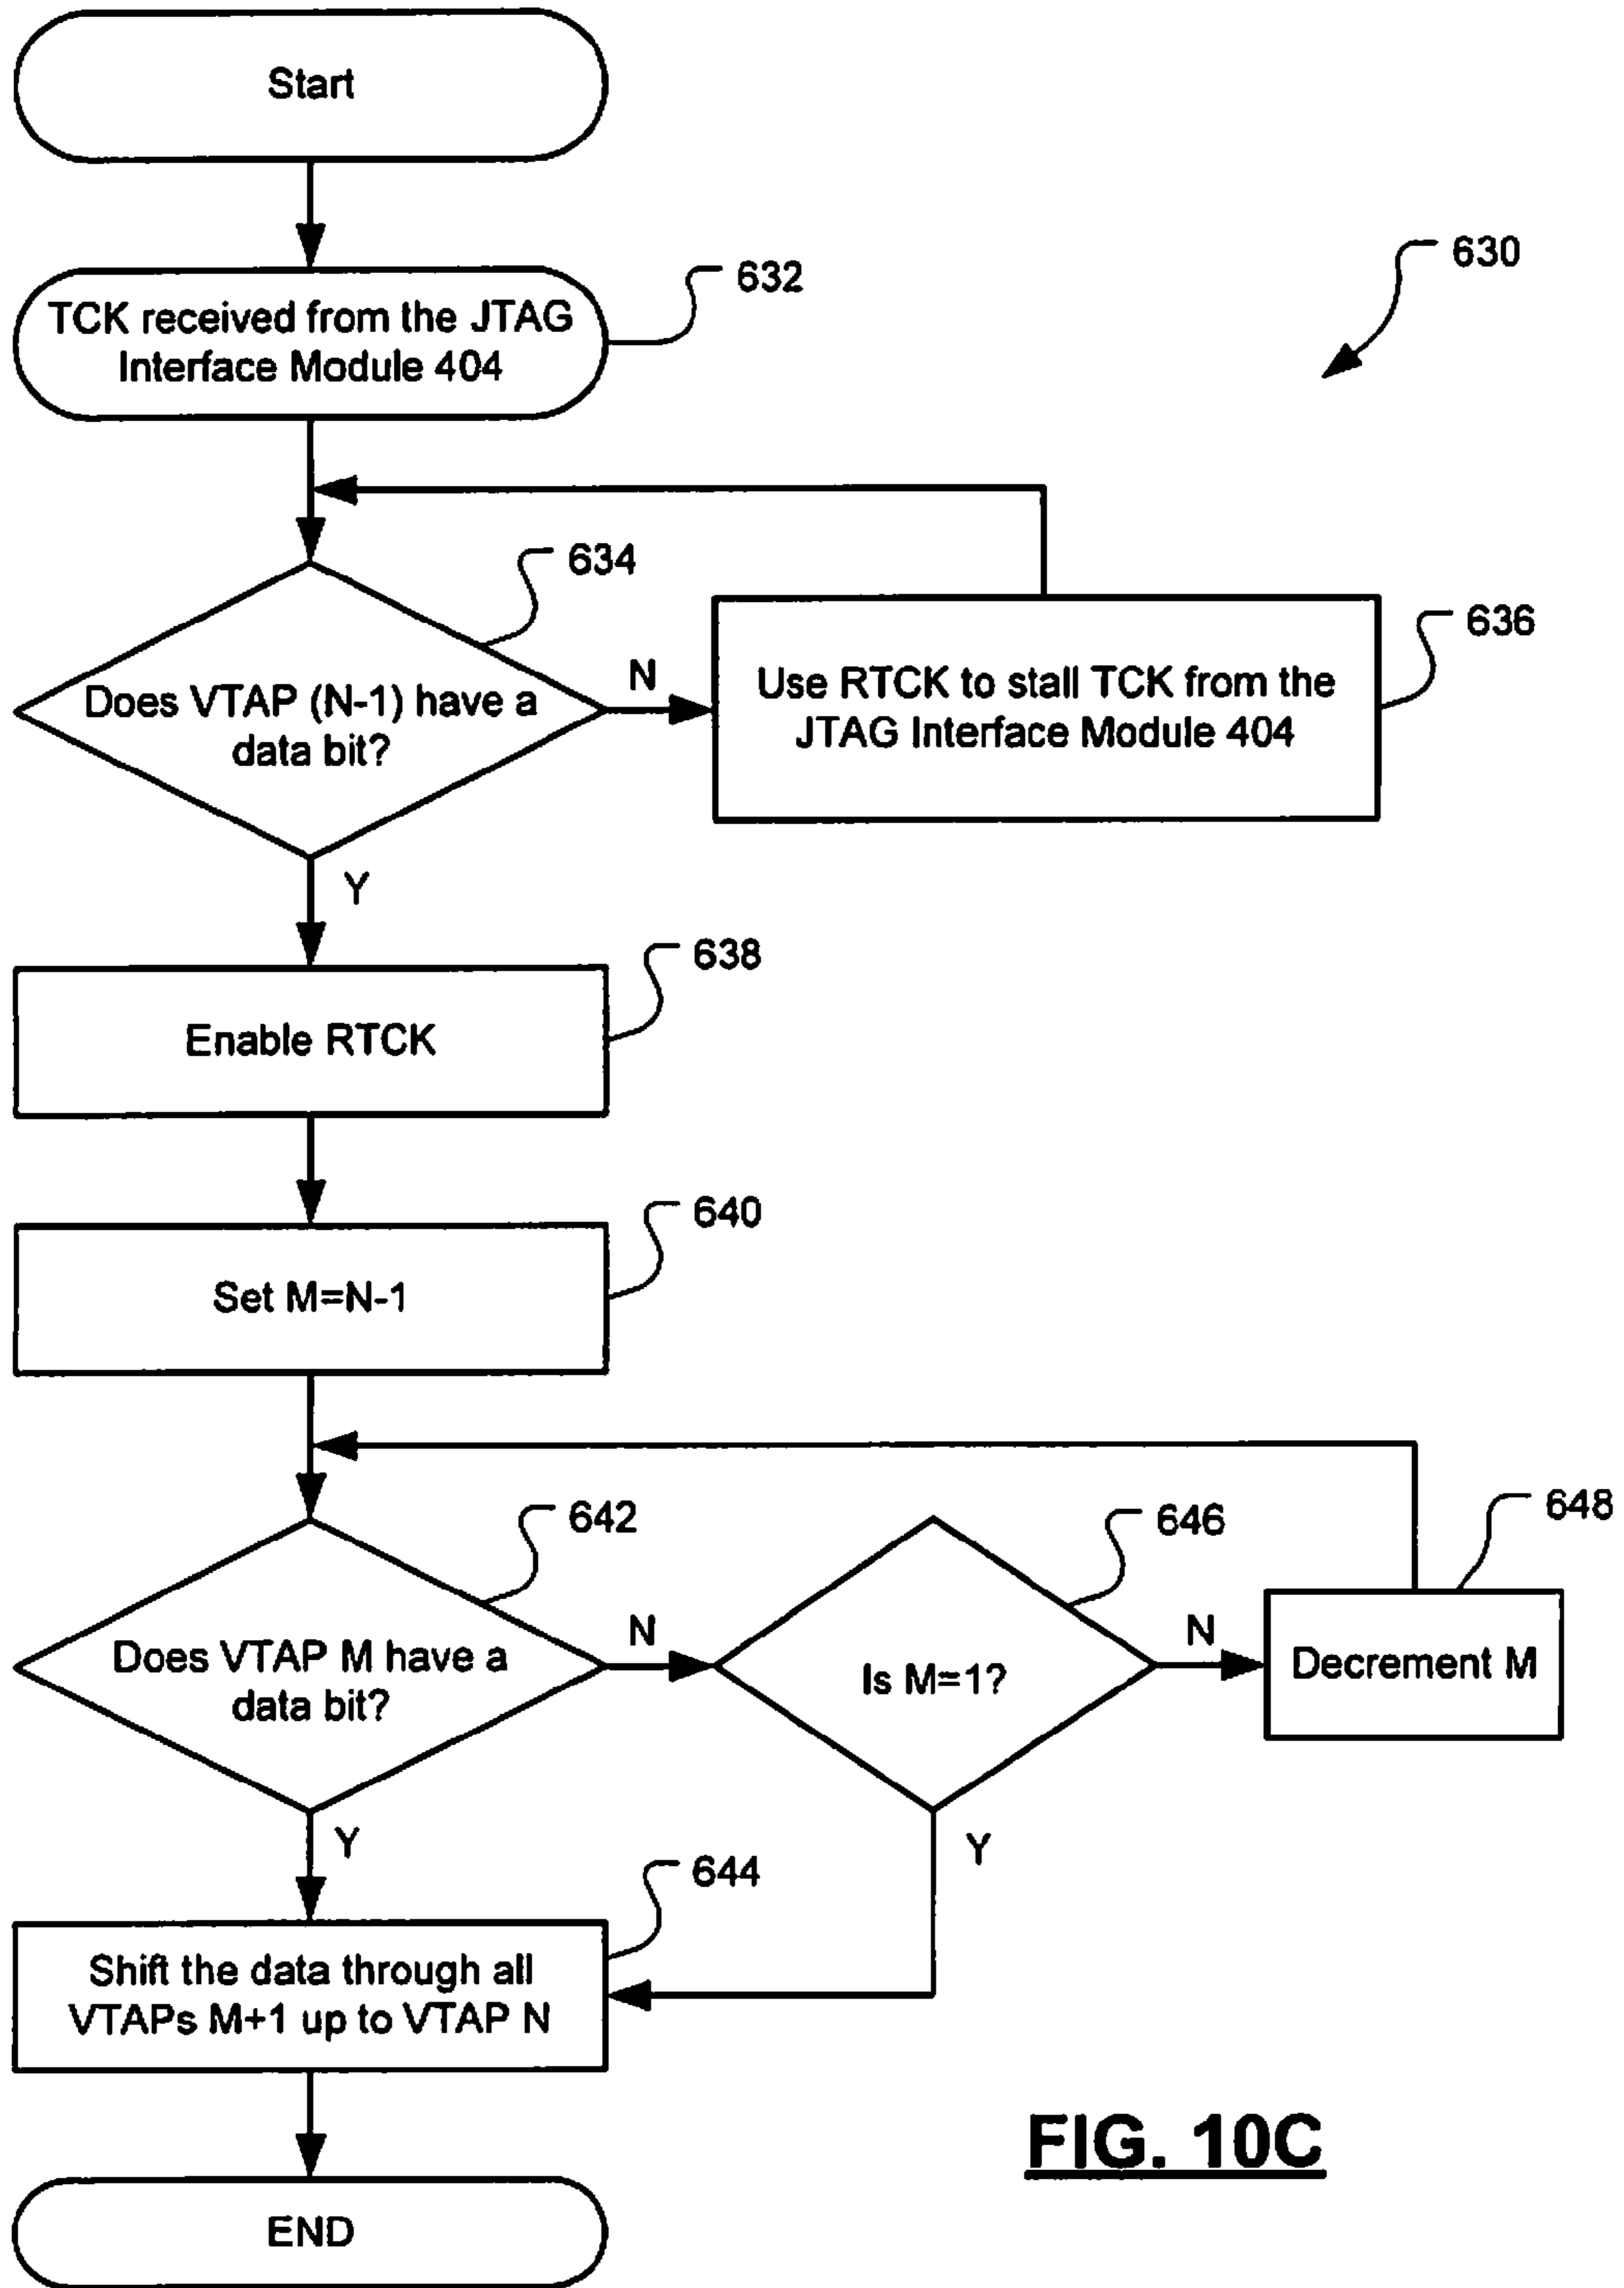 Start
630
632
TCK received from the JTAG
Interface Module 404
634
636
Does VTAP (N-1) have a
data bit?
N
Use RTCK to stall TCK from the
JTAG Interface Module 404
Y
638
Enable RTCK
640
Set M=N-1
642
646
648
Does VTAP M have a
data bit?
N
Is M=1?
N
Decrement M
Y
Y
644
Shift the data through all
VTAPs M+1 up to VTAP N
FIG. 10C
END